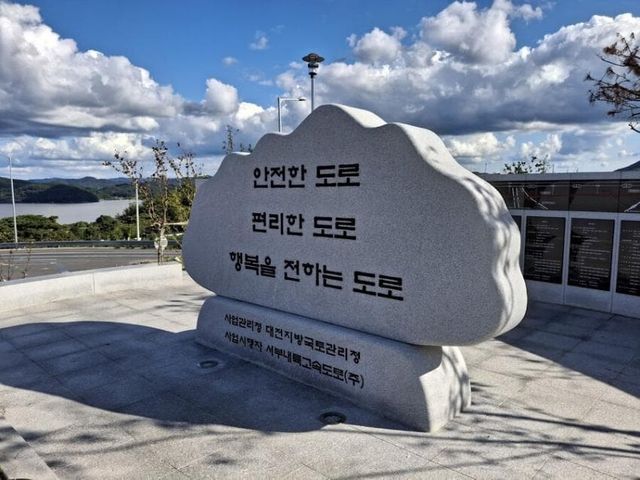 안전한 도로
편리한 도로
행복을 전하는 도로
사업관리청 대전지방국토관리청
사업시행자 서부내륙고속도로(주)